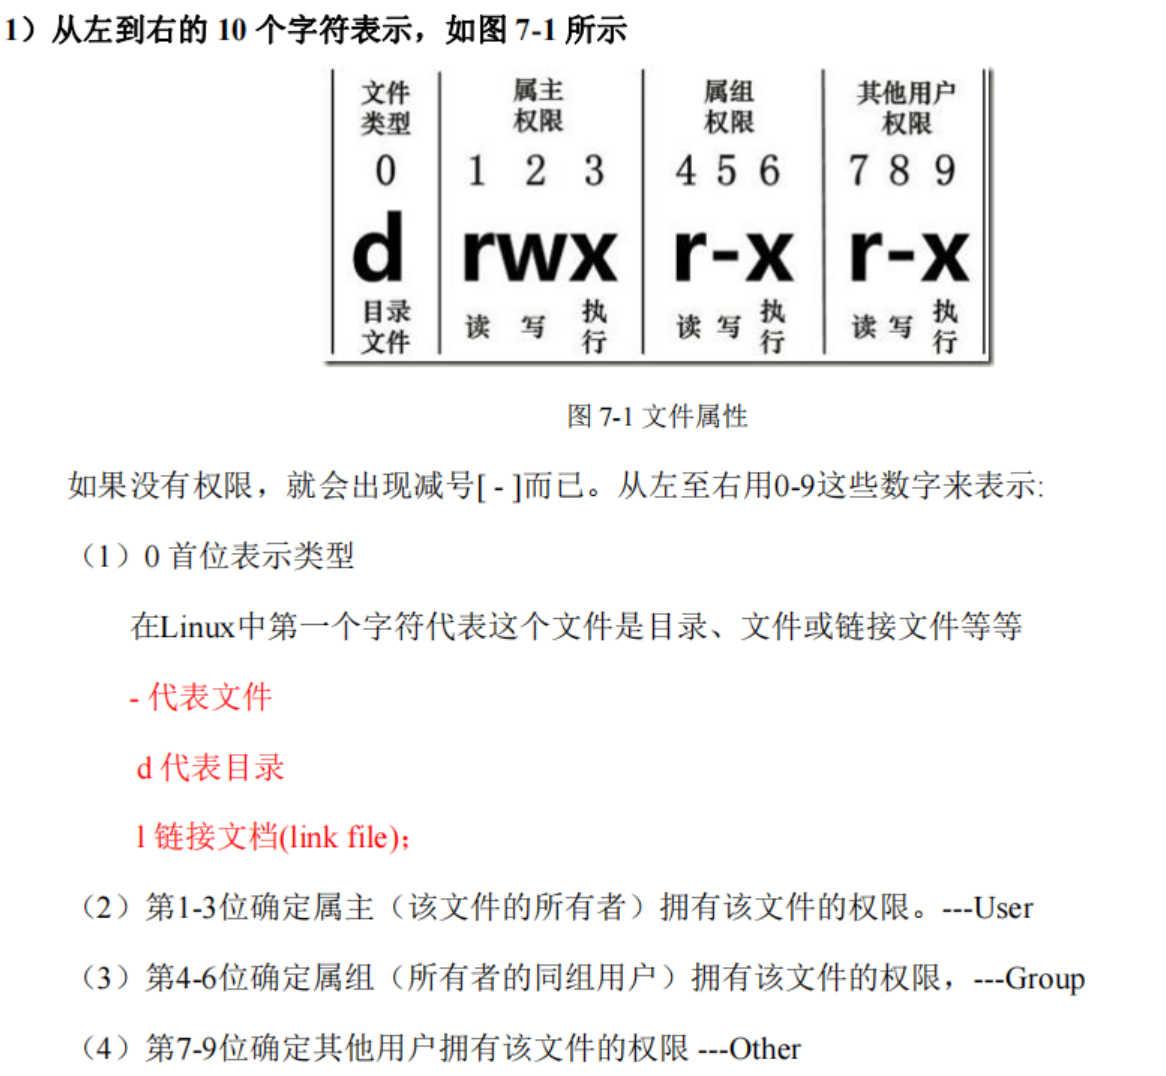 1）从左到右的 10 个字符表示，如图 7-1 所示
文件 属主 属组 其他用户
类型 权限 权限 权限
0 1 2 3 4 5 6 7 8 9
d rwx r-x r-x
目录 读 写 执 读 写 执 读 写 执
文件 行 行 行
图 7-1 文件属性
如果没有权限，就会出现减号[ - ]而已。从左至右用0-9这些数字来表示:
（1）0 首位表示类型
在Linux中第一个字符代表这个文件是目录、文件或链接文件等等
- 代表文件
d 代表目录
l 链接文档(link file)；
（2）第1-3位确定属主（该文件的所有者）拥有该文件的权限。---User
（3）第4-6位确定属组（所有者的同组用户）拥有该文件的权限，---Group
（4）第7-9位确定其他用户拥有该文件的权限 ---Other